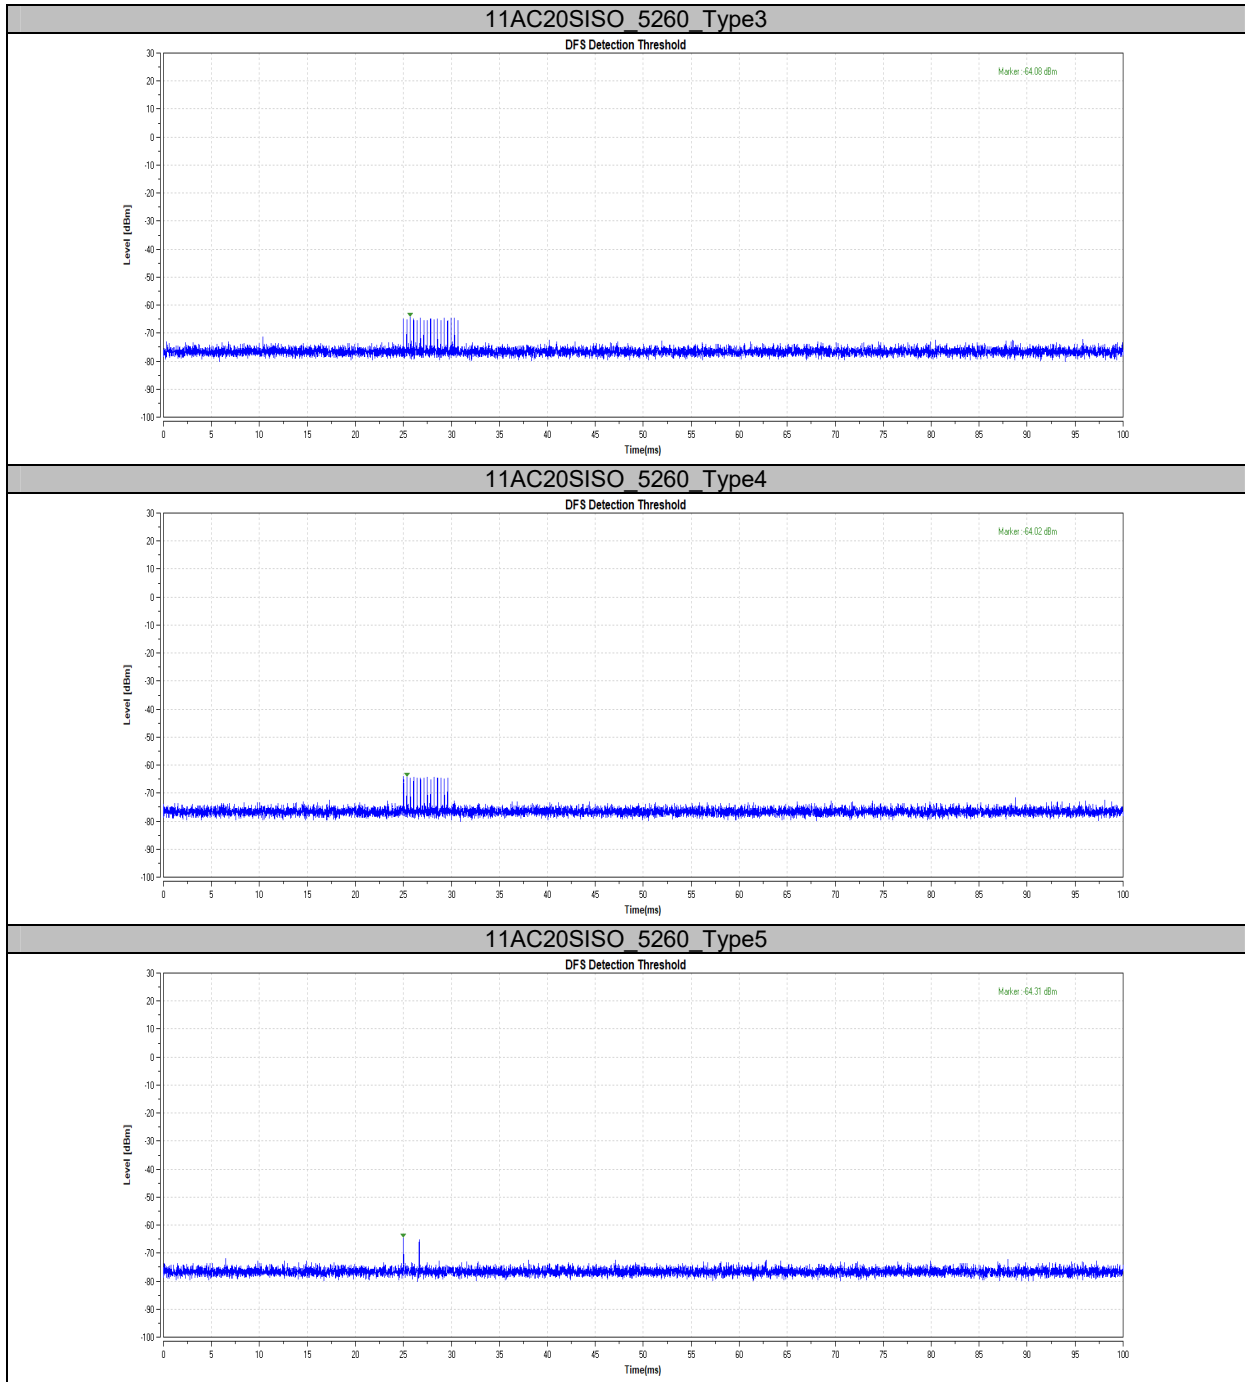 11AC20SISO_5260_Type3
DFS Detection Threshold
Marker :-64.08 dBm
30
20
10
0
-10
-20
-30
-40
-50
-60
-70
-80
-90
-100
Level [dBm]
0 5 10 15 20 25 30 35 40 45 50 55 60 65 70 75 80 85 90 95 100
Time(ms)
11AC20SISO_5260_Type4
DFS Detection Threshold
Marker :-64.02 dBm
30
20
10
0
-10
-20
-30
-40
-50
-60
-70
-80
-90
-100
Level [dBm]
0 5 10 15 20 25 30 35 40 45 50 55 60 65 70 75 80 85 90 95 100
Time(ms)
11AC20SISO_5260_Type5
DFS Detection Threshold
Marker :-64.31 dBm
30
20
10
0
-10
-20
-30
-40
-50
-60
-70
-80
-90
-100
Level [dBm]
0 5 10 15 20 25 30 35 40 45 50 55 60 65 70 75 80 85 90 95 100
Time(ms)